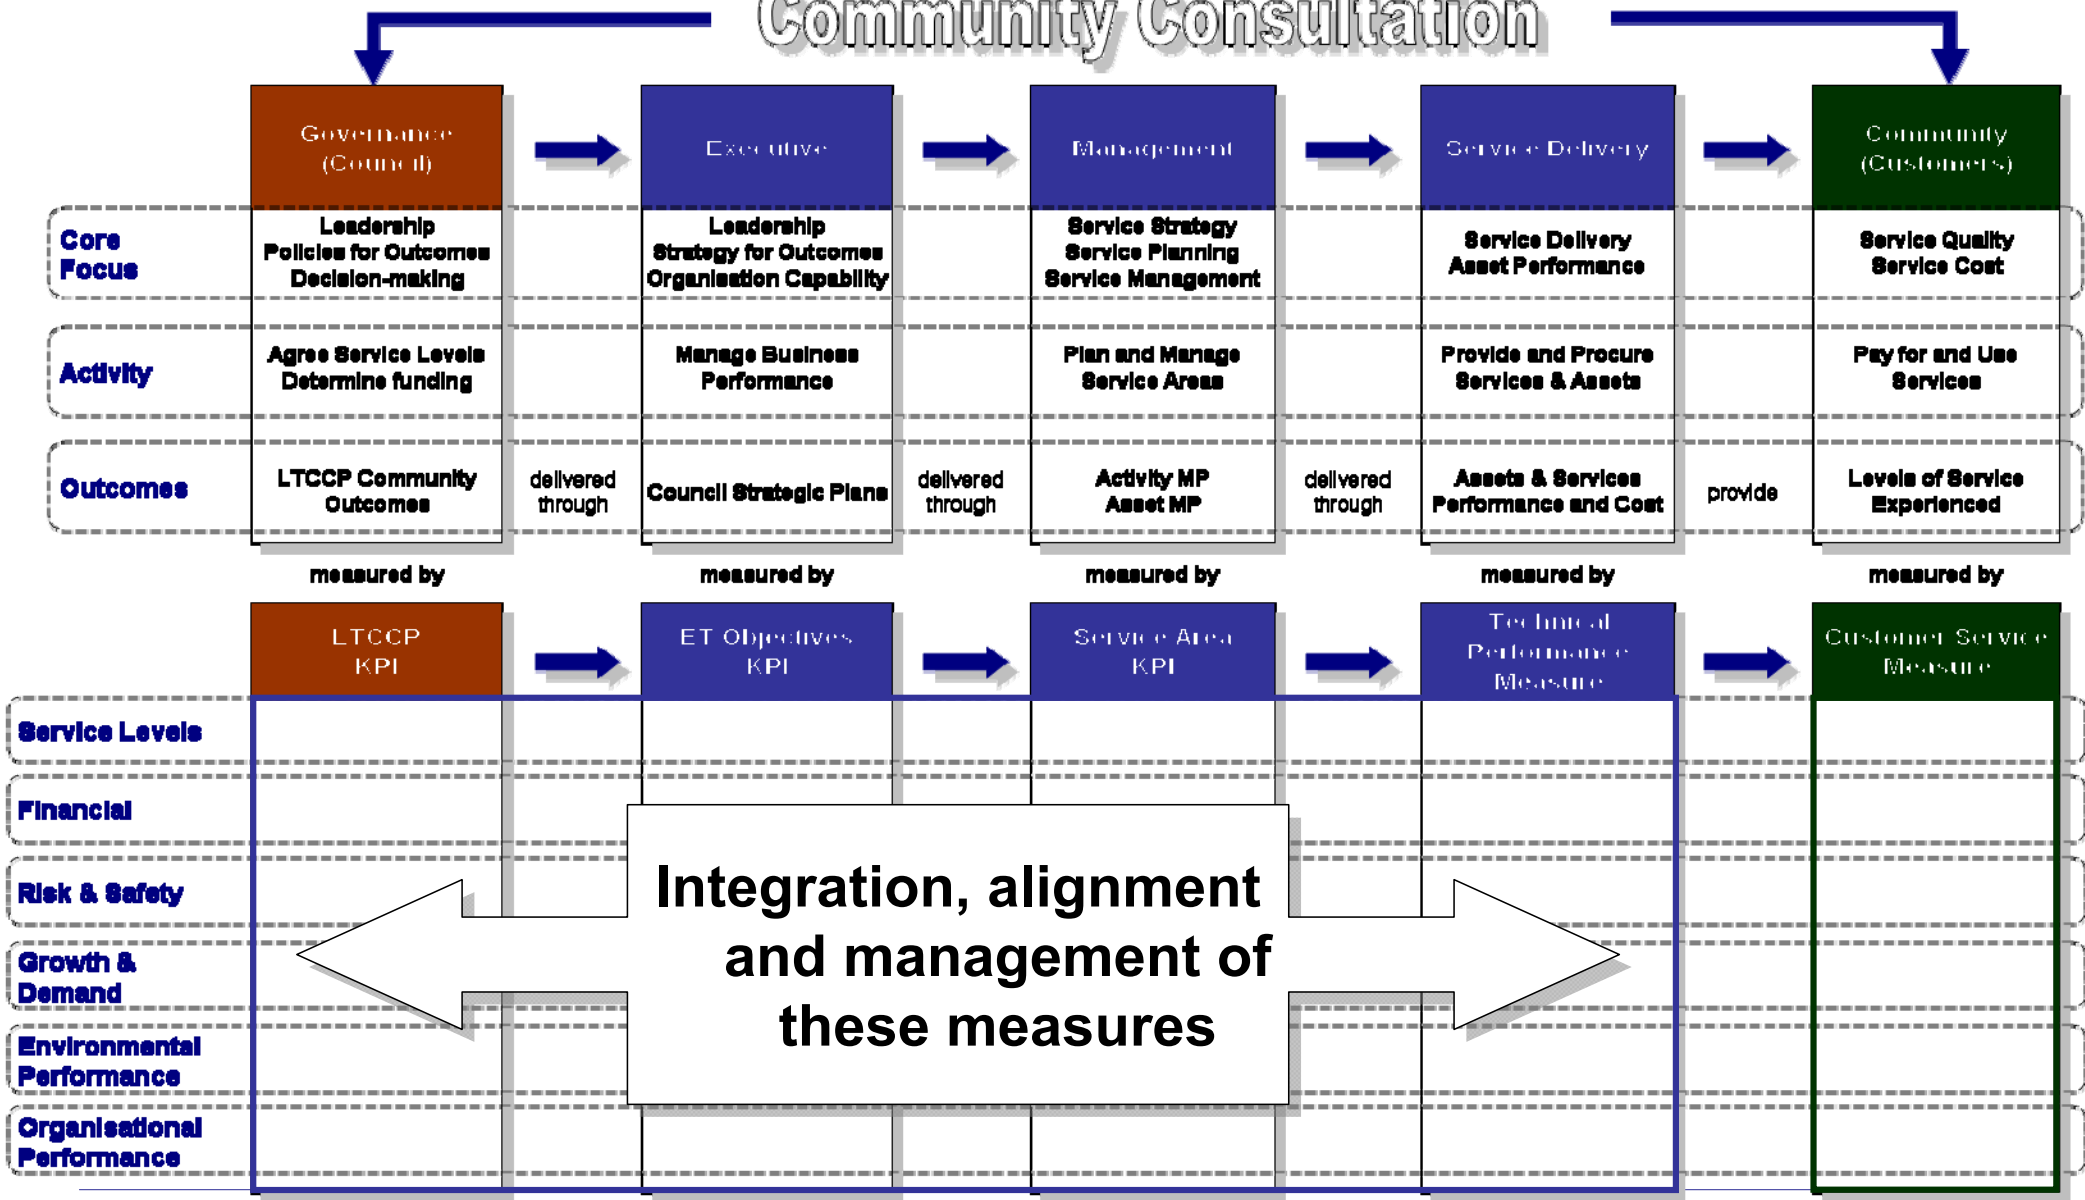 Community Consultation
Governance
(Council)
Executive
Management
Service Delivery
Community
(Customers)
Core
Focus
Leadership
Policies for Outcomes
Decision-making
Leadership
Strategy for Outcomes
Organisation Capability
Service Strategy
Service Planning
Service Management
Service Delivery
Asset Performance
Service Quality
Service Cost
Activity
Agree Service Levels
Determine funding
Manage Business
Performance
Plan and Manage
Service Areas
Provide and Procure
Services & Assets
Pay for and Use
Services
Outcomes
LTCCP Community
Outcomes
delivered
through
Council Strategic Plans
delivered
through
Activity MP
Asset MP
delivered
through
Assets & Services
Performance and Cost
provide
Levels of Service
Experienced
measured by
measured by
measured by
measured by
measured by
LTCCP
KPI
ET Objectives
KPI
Service Area
KPI
Technical
Performance
Measure
Customer Service
Measure
Service Levels
Financial
Risk & Safety
Growth &
Demand
Environmental
Performance
Organisational
Performance
Integration, alignment
and management of
these measures